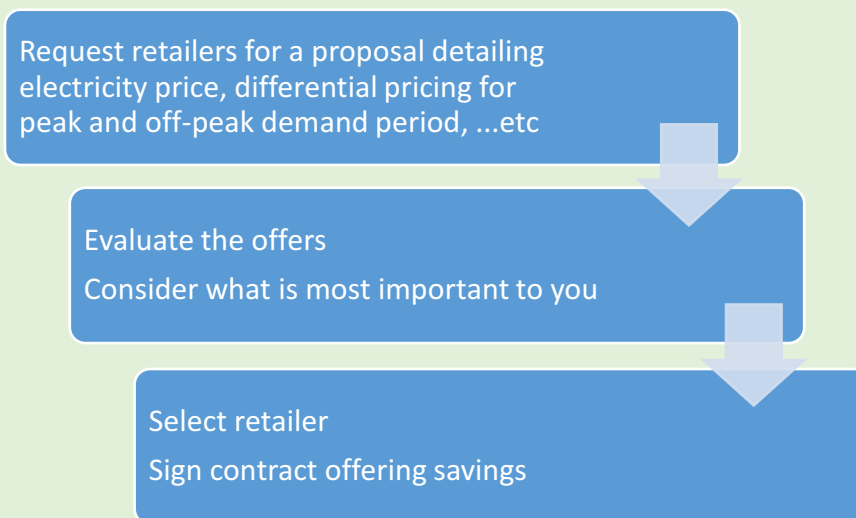 Request retailers for a proposal detailing
electricity price, differential pricing for
peak and off-peak demand period, ...etc
Evaluate the offers
Consider what is most important to you
Select retailer
Sign contract offering savings